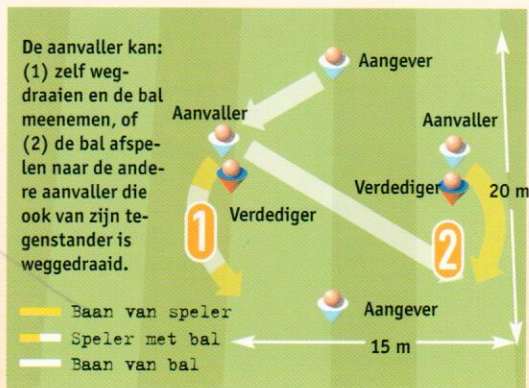 De aanvaller kan:
(1) zelf weg-
draaien en de bal
meenemen, of
(2) de bal afspe-
len naar de ande-
re aanvaller die
ook van zijn te-
genstander is
weggedraaid.
Aangever
Aanvaller
Aanvaller
Verdediger
Verdediger
20 m
1
2
Aangever
15 m
Baan van speler
Speler met bal
Baan van bal